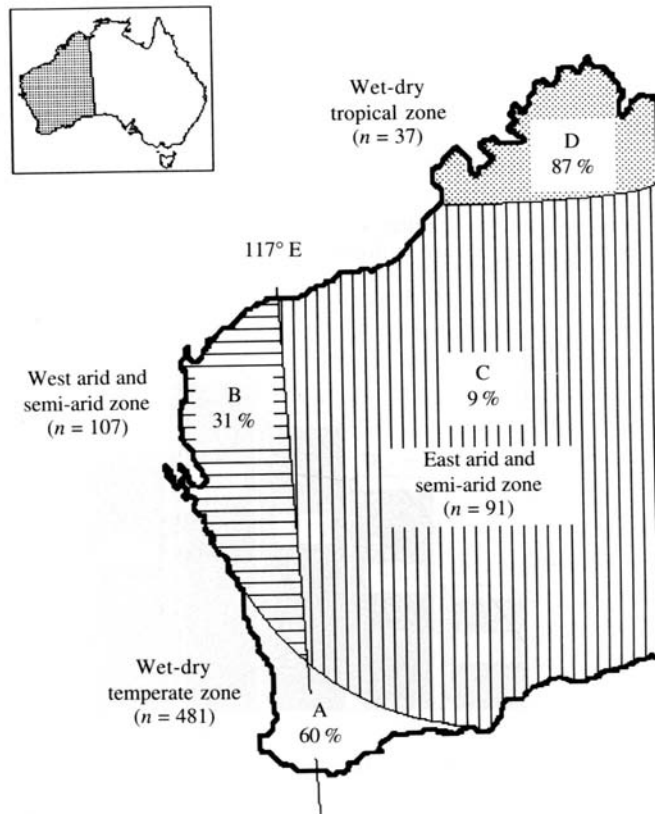 Wet-dry
tropical zone
(n = 37)
D
87 %
117° E
West arid and
semi-arid zone
(n = 107)
B
31 %
C
9 %
East arid and
semi-arid zone
(n = 91)
Wet-dry
temperate zone
(n = 481)
A
60 %